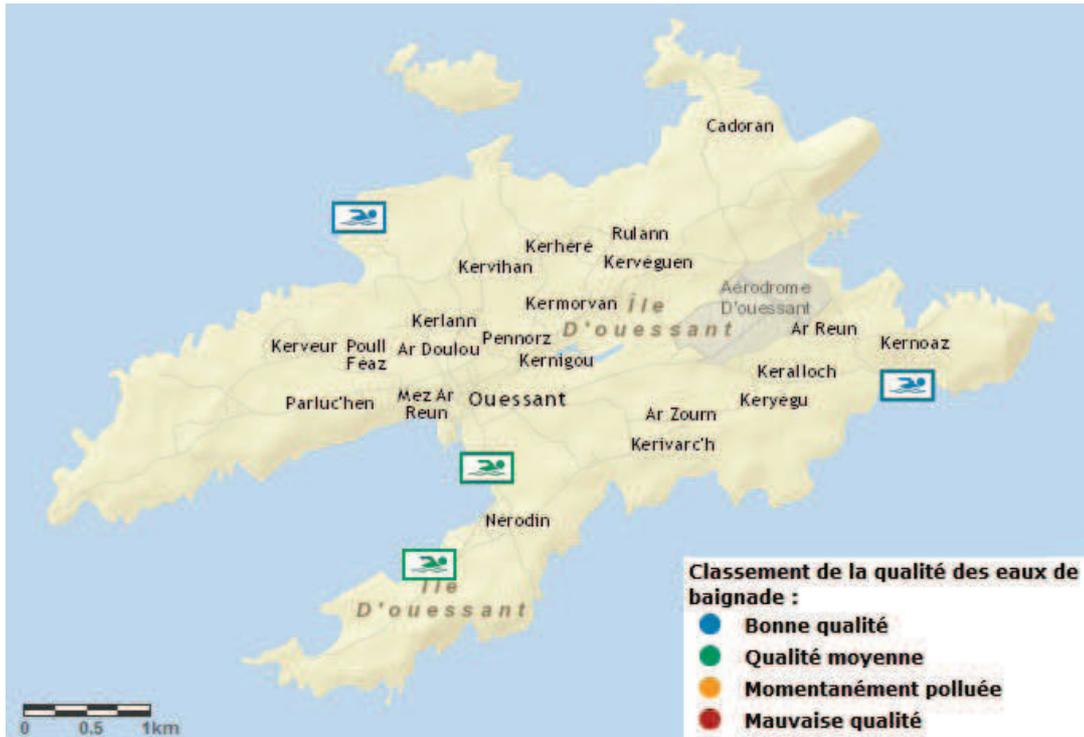 Cadoran
Rulann
Kerhéré
Kervihan
Kervéguen
Aérodrome
D'ouessant
Kermorvan
Île
D'ouessant
Kerlann
Ar Reun
Pennorz
Kernoaz
Kerveur
Poull
Féaz
Ar Doulou
Kernigou
Keralloch
Parluc'hen
Mez Ar
Reun
Ouessant
Keryégu
Ar Zourn
Kerivarc'h
Nérodin
Île
D'ouessant
Classement de la qualité des eaux de
baignade :
Bonne qualité
Qualité moyenne
Momentanément polluée
Mauvaise qualité
0 0.5 1km